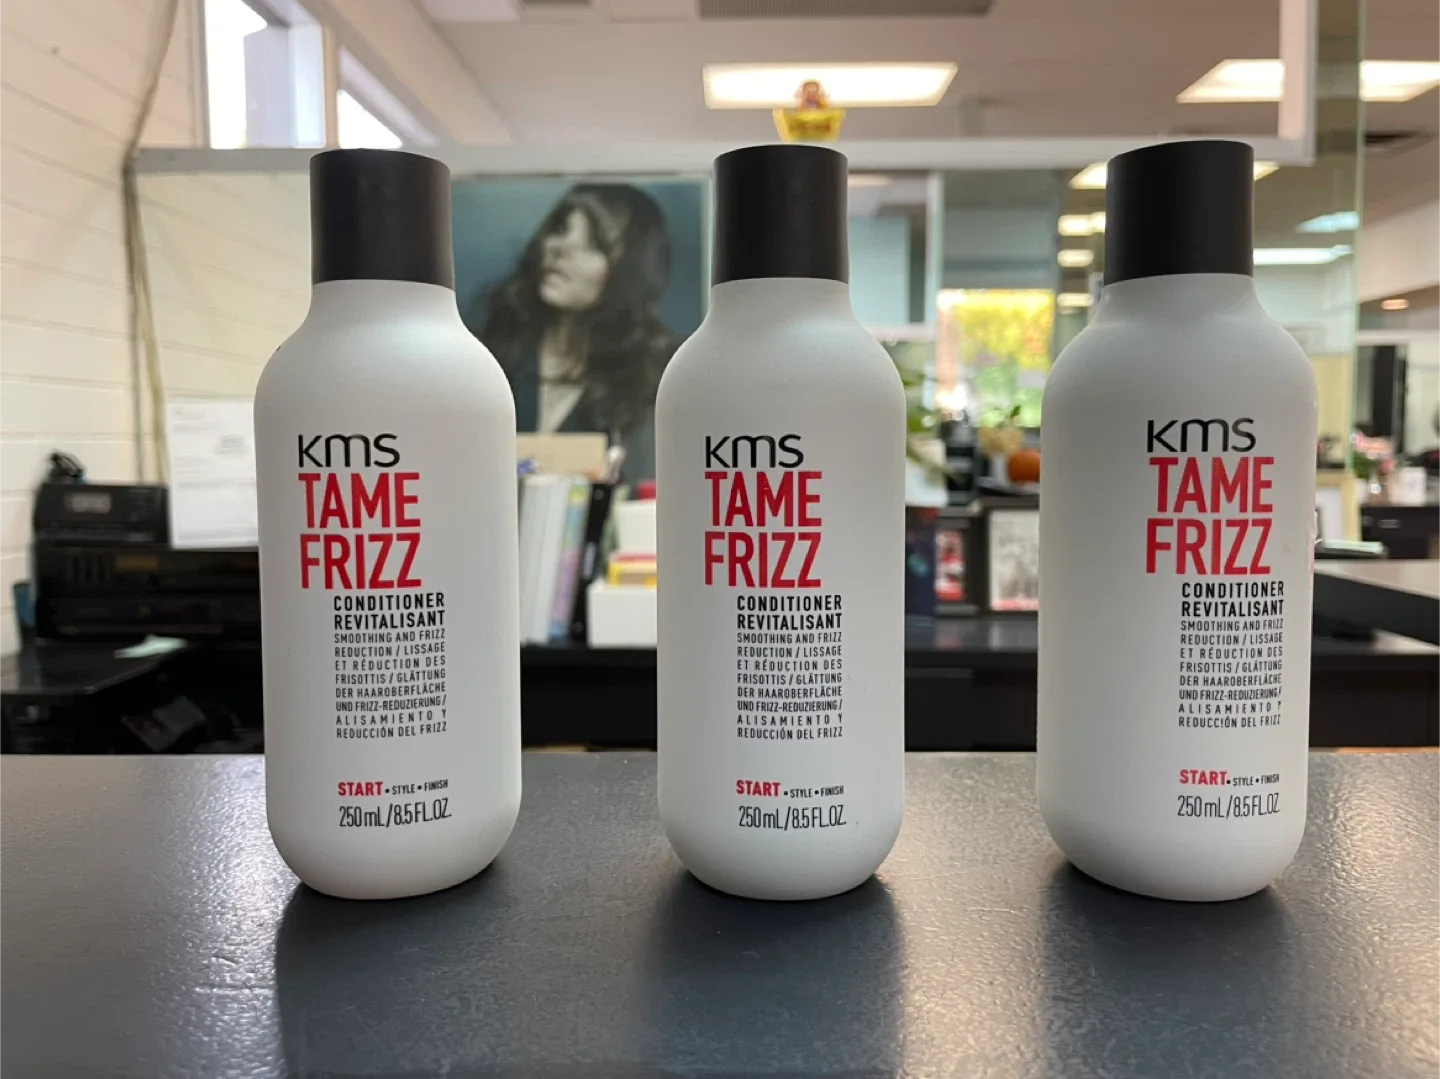 KMS
TAME
FRIZZ
CONDITIONER
REVITALISANT
SMOOTHING AND FRIZZ
REDUCTION / LISSAGE
ET RÉDUCTION DES
FRISOTTIS / GLÄTTUNG
DER HAAROBERFLÄCHE
UND FRIZZ-REDUZIERUNG/
ALISAMIENTO Y
REDUCCIÓN DEL FRIZZ
START • STYLE • FINISH
250 mL/8.5 FL.OZ.
KMS
TAME
FRIZZ
CONDITIONER
REVITALISANT
SMOOTHING AND FRIZZ
REDUCTION / LISSAGE
ET RÉDUCTION DES
FRISOTTIS / GLÄTTUNG
DER HAAROBERFLÄCHE
UND FRIZZ-REDUZIERUNG/
ALISAMIENTO Y
REDUCCIÓN DEL FRIZZ
START • STYLE • FINISH
250 mL/8.5 FL.OZ.
KMS
TAME
FRIZZ
CONDITIONER
REVITALISANT
SMOOTHING AND FRIZZ
REDUCTION / LISSAGE
ET RÉDUCTION DES
FRISOTTIS / GLÄTTUNG
DER HAAROBERFLÄCHE
UND FRIZZ-REDUZIERUNG/
ALISAMIENTO Y
REDUCCIÓN DEL FRIZZ
START • STYLE • FINISH
250 mL/8.5 FL.OZ.